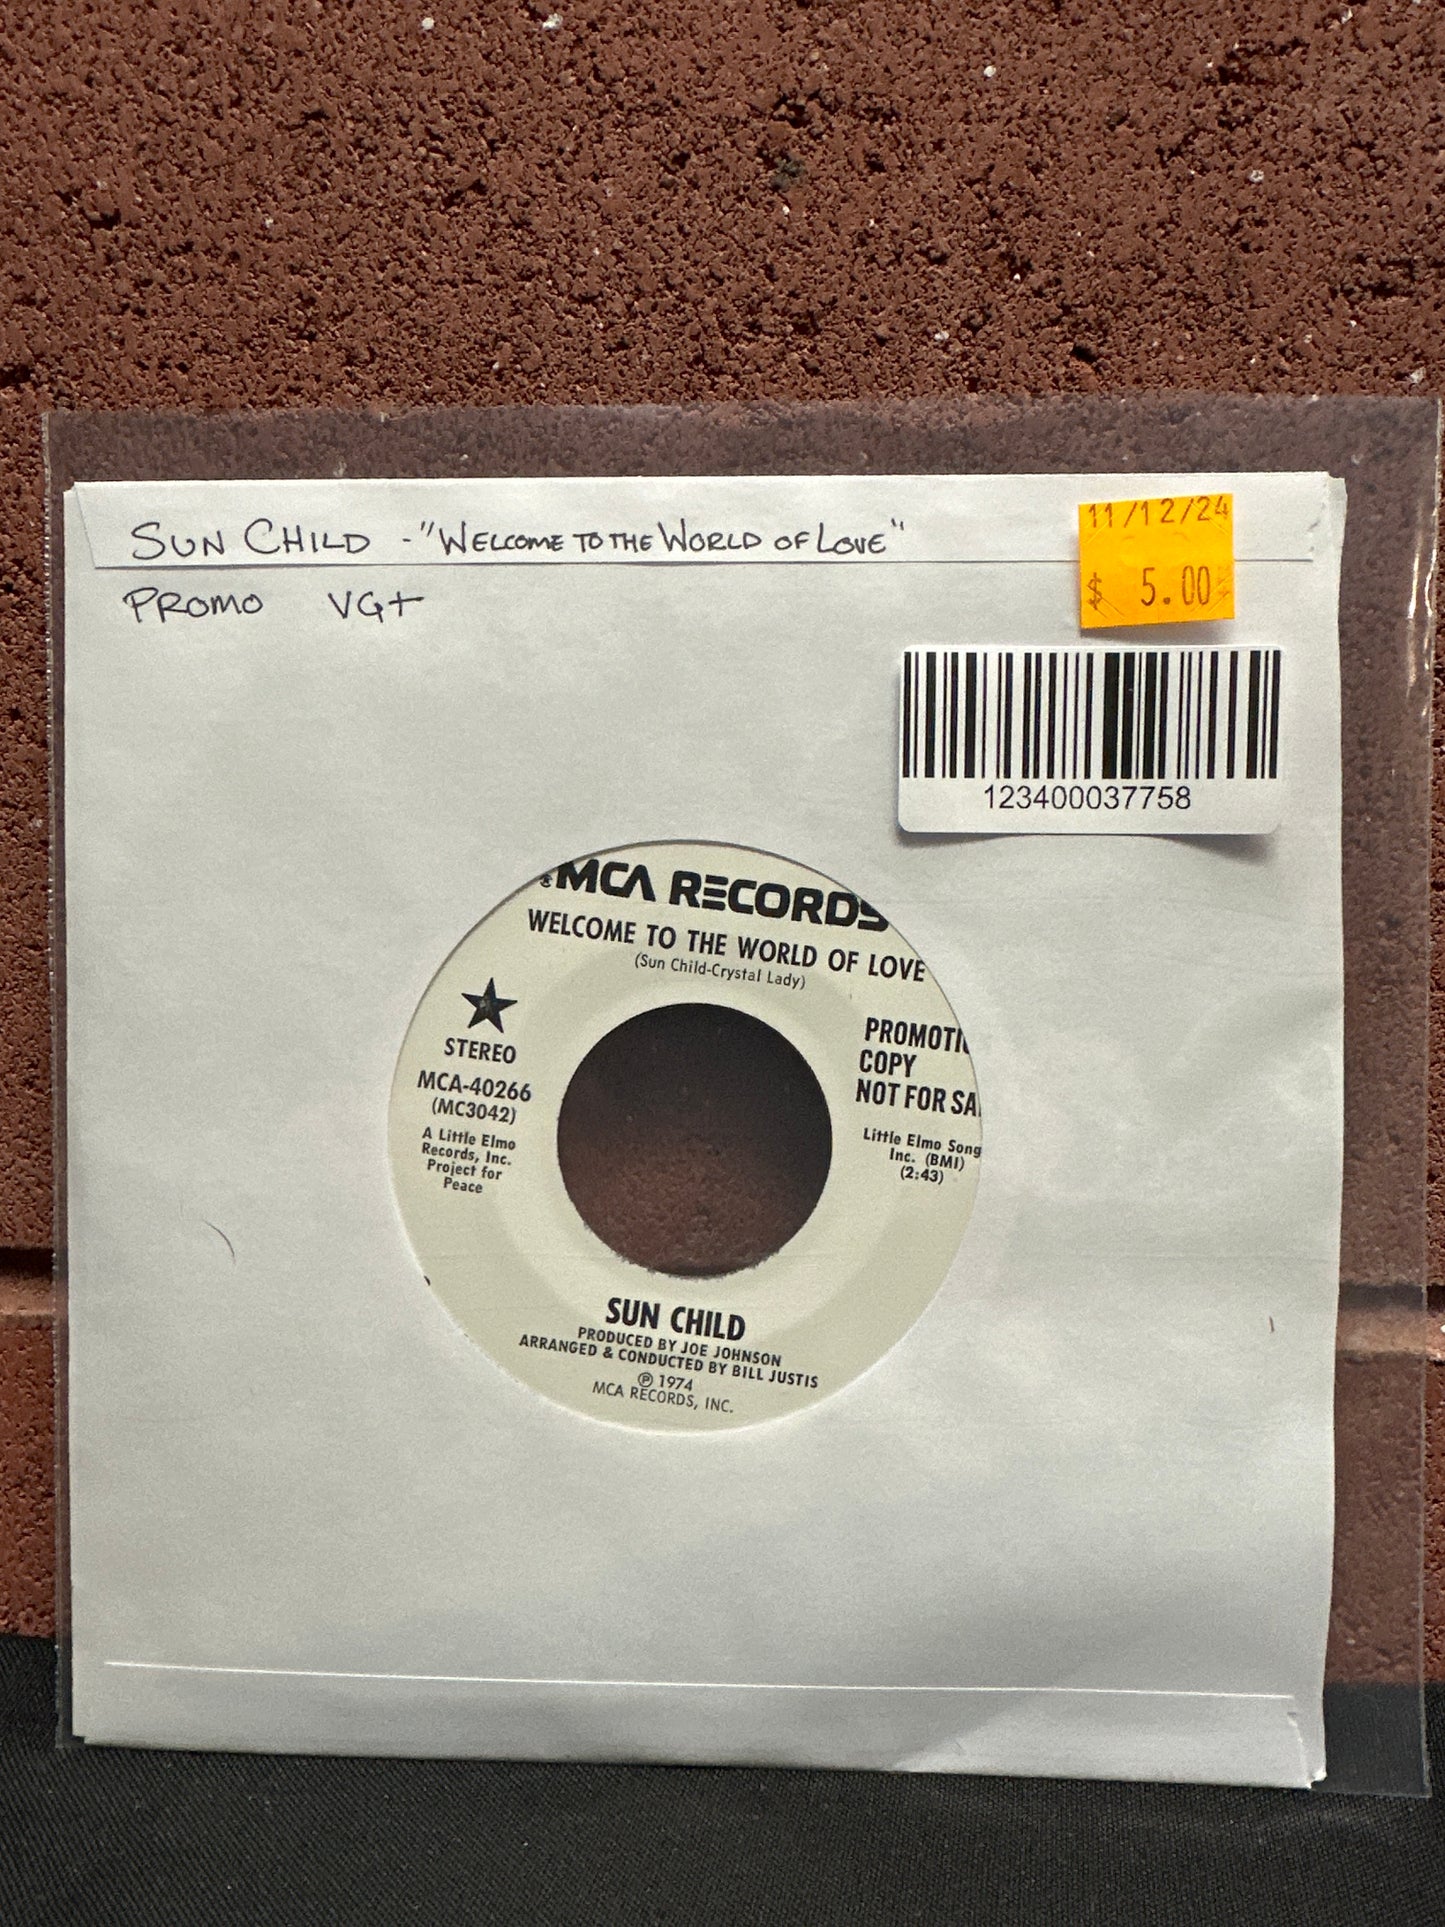 SUN CHILD - "WELCOME TO THE WORLD OF LOVE"
PROMO VG+
11/12/24
$ 5.00
123400037758
MCA RECORDS
WELCOME TO THE WORLD OF LOVE
(Sun Child-Crystal Lady)
STEREO
MCA-40266
(MC3042)
A Little Elmo
Records, Inc.
Project for
Peace
COPY
NOT FOR
Little Elmo Song
Inc. (BMI)
(2:43)
SUN CHILD
PRODUCED BY JOE JOHNSON
ARRANGED & CONDUCTED BY BILL JUSTIS
℗ 1974
MCA RECORDS, INC.